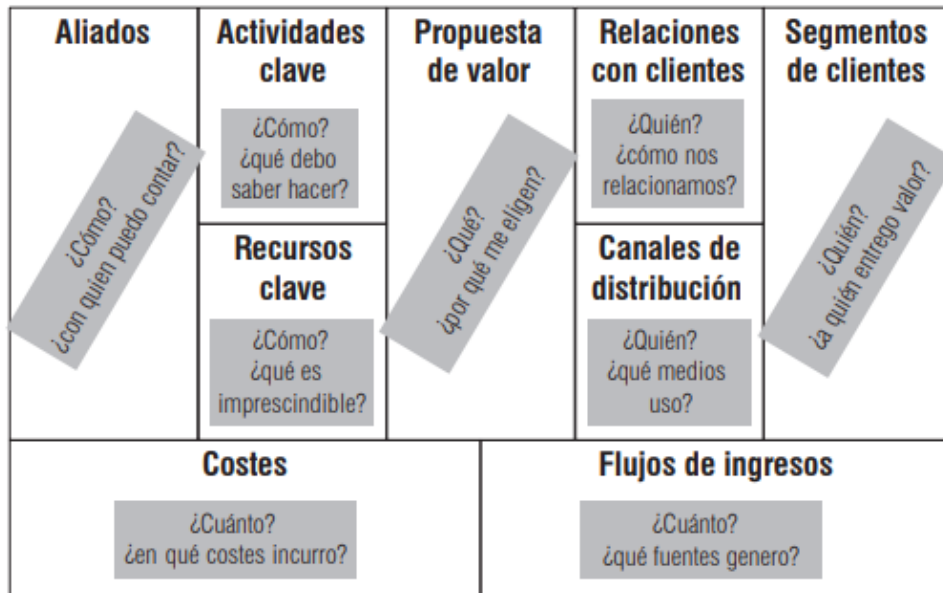 Aliados
¿Cómo?
¿con quien puedo contar?
Actividades
clave
¿Cómo?
¿qué debo
saber hacer?
Recursos
clave
¿Cómo?
¿qué es
imprescindible?
Propuesta
de valor
¿Qué?
¿por qué me eligen?
Relaciones
con clientes
¿Quién?
¿cómo nos
relacionamos?
Canales de
distribución
¿Quién?
¿qué medios
uso?
Segmentos
de clientes
¿Quién?
¿a quién entrego valor?
Costes
¿Cuánto?
¿en qué costes incurro?
Flujos de ingresos
¿Cuánto?
¿qué fuentes genero?